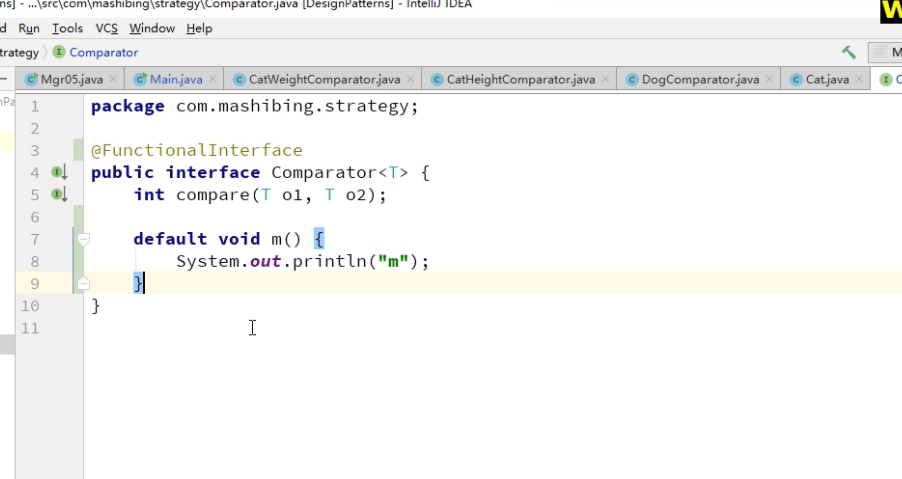 ns] - ...\src\com\mashibing\strategy\Comparator.java [DesignPatterns] - IntelliJ IDEA
W
d Run Tools VCS Window Help
rategy Comparator
Mgr05.java Main.java CatWeightComparator.java CatHeightComparator.java DogComparator.java Cat.java
1 package com.mashibing.strategy;
2
3 @FunctionalInterface
4 public interface Comparator<T> {
5 int compare(T o1, T o2);
6
7 default void m() {
8 System.out.println("m");
9 }
10 }
11